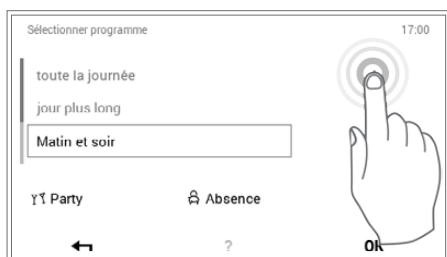 Sélectionner programme 17:00
toute la journée
jour plus long
Matin et soir
Party Absence
? OK